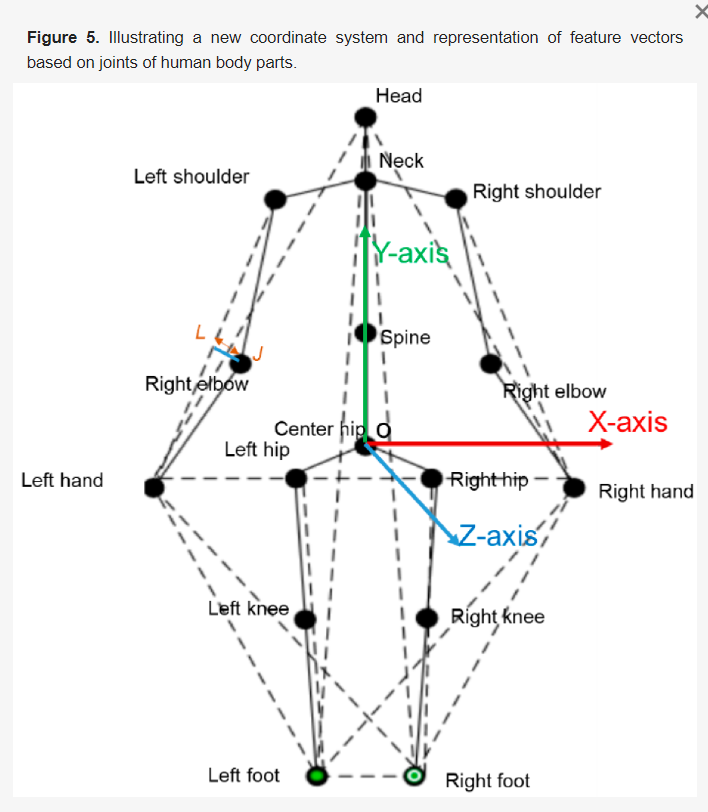 Figure 5. Illustrating a new coordinate system and representation of feature vectors
based on joints of human body parts.
Head
Neck
Left shoulder
Right shoulder
Y-axis
L
Spine
J
Right elbow
Right elbow
X-axis
Center hip O
Left hip
Left hand
Right hip
Right hand
Z-axis
Left knee
Right knee
Left foot
Right foot